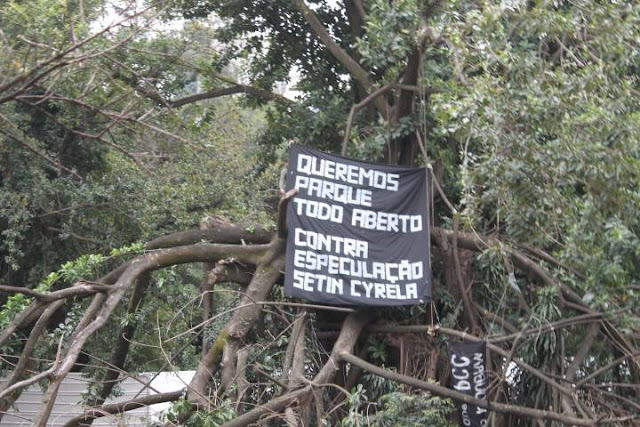 QUEREMOS
PARQUE
TODO ABERTO
CONTRA
ESPECULAÇÃO
SETIN CYRELA